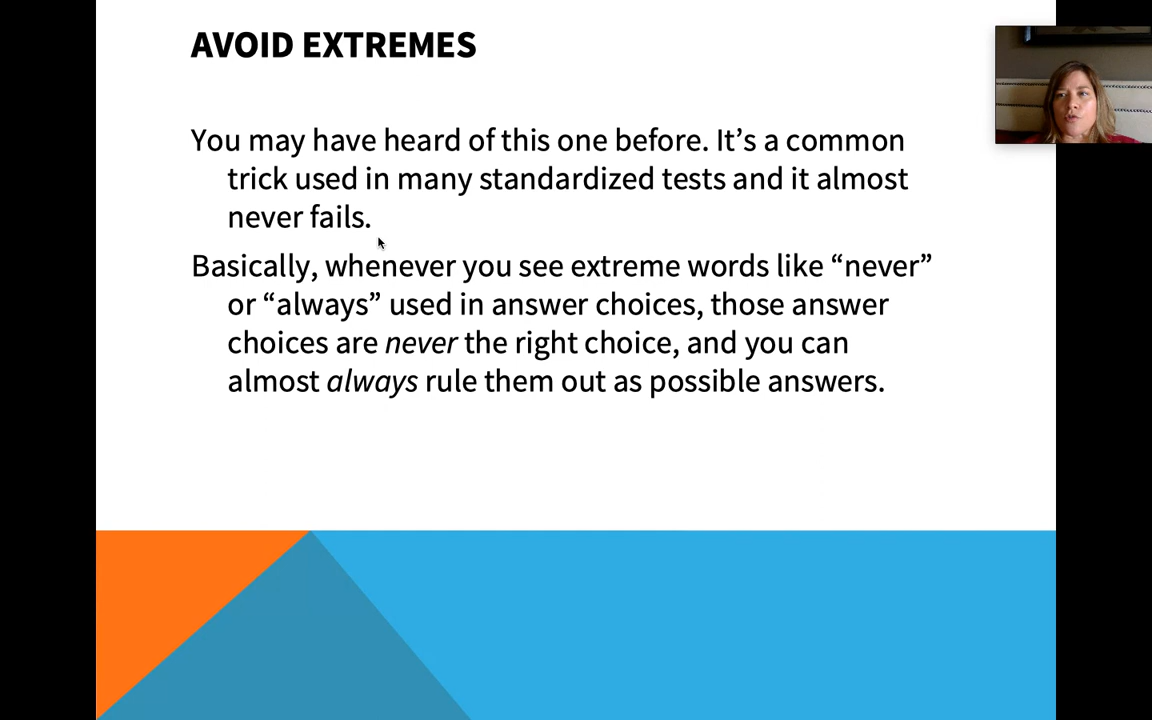 AVOID EXTREMES
You may have heard of this one before. It’s a common
trick used in many standardized tests and it almost
never fails.
Basically, whenever you see extreme words like “never”
or “always” used in answer choices, those answer
choices are never the right choice, and you can
almost always rule them out as possible answers.